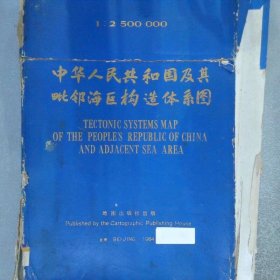 1:2 500 000
中华人民共和国及其
毗邻海区构造体系图
TECTONIC SYSTEMS MAP
OF THE PEOPLE'S REPUBLIC OF CHINA
AND ADJACENT SEA AREA
地图出版社出版
Published by the Cartographic Publishing House
BEIJING 1984